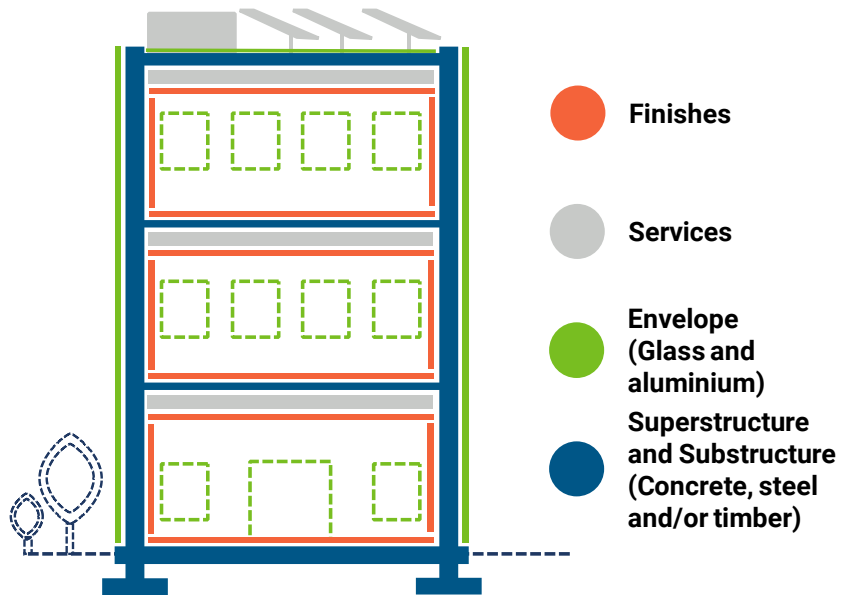 Finishes
Services
Envelope
(Glass and
aluminium)
Superstructure
and Substructure
(Concrete, steel
and/or timber)